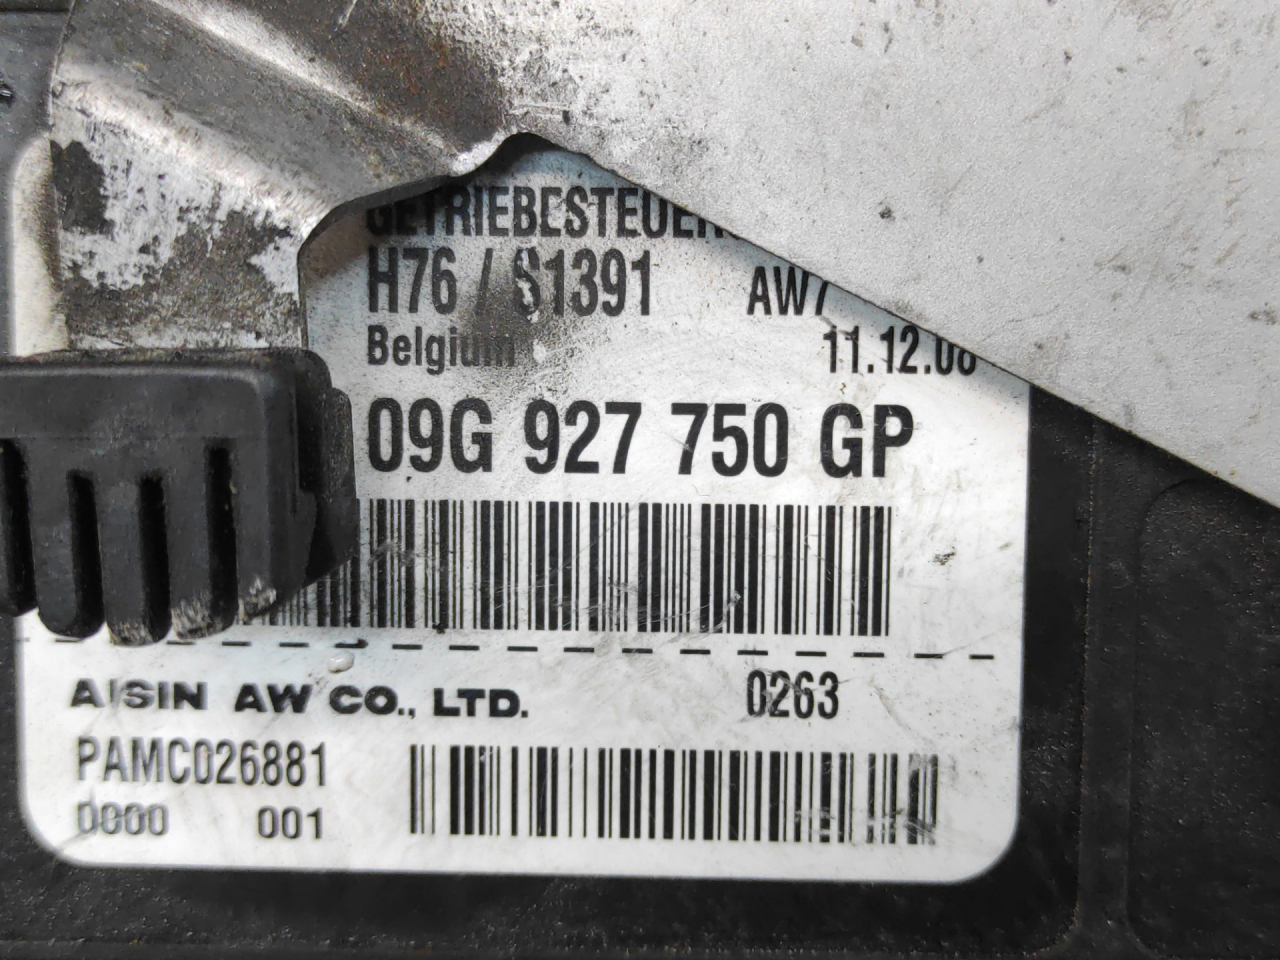 GETRIEBESTEUER
H76 / S1391 AW7
Belgium 11.12.08
09G 927 750 GP
AISIN AW CO., LTD. 0263
PAMC026881
0000 001